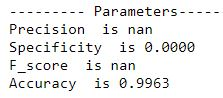 --------- Parameters-----
Precision  is nan
Specificity  is 0.0000
F_score  is nan
Accuracy  is 0.9963